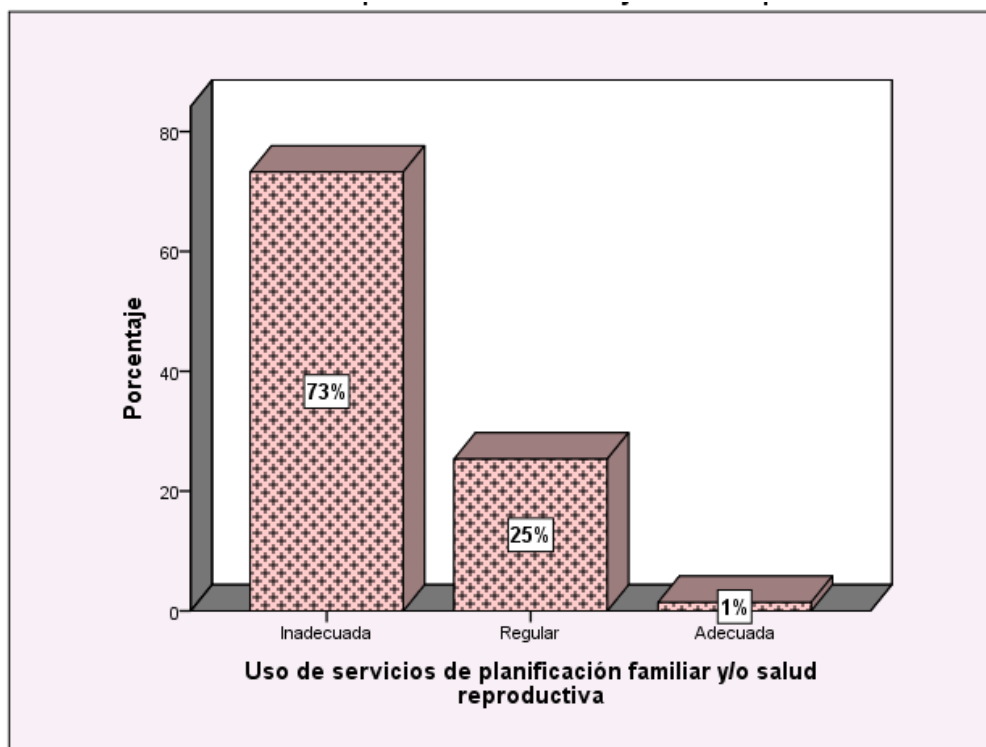 80
60
40
20
0
Porcentaje
73%
25%
1%
Inadecuada
Regular
Adecuada
Uso de servicios de planificación familiar y/o salud
reproductiva